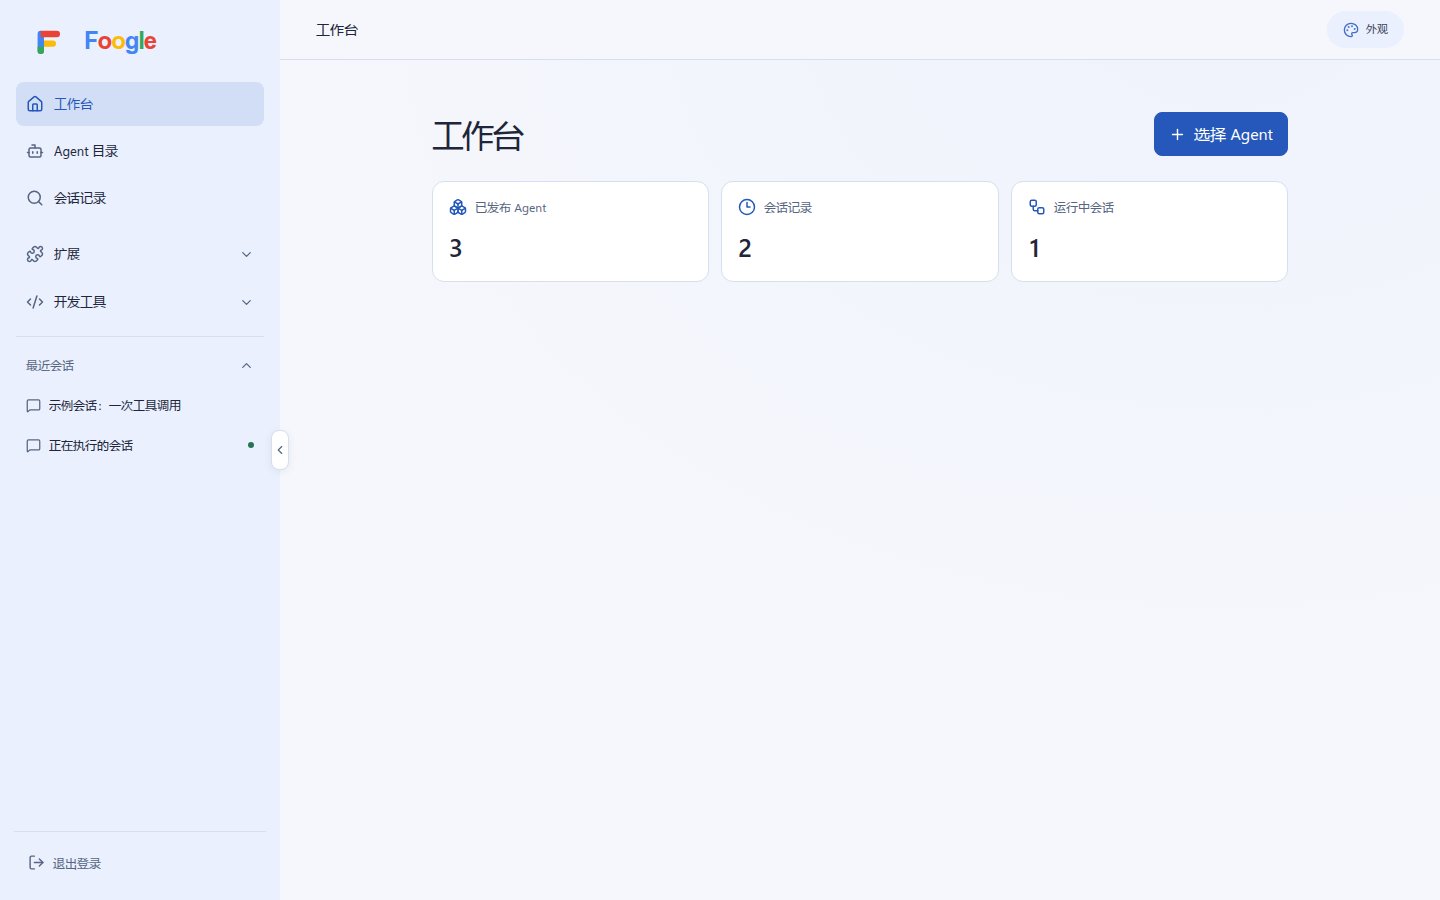 Foogle
工作台
Agent 目录
会话记录
扩展
开发工具
最近会话
示例会话：一次工具调用
正在执行的会话
退出登录
工作台
外观
工作台
选择 Agent
已发布 Agent
3
会话记录
2
运行中会话
1